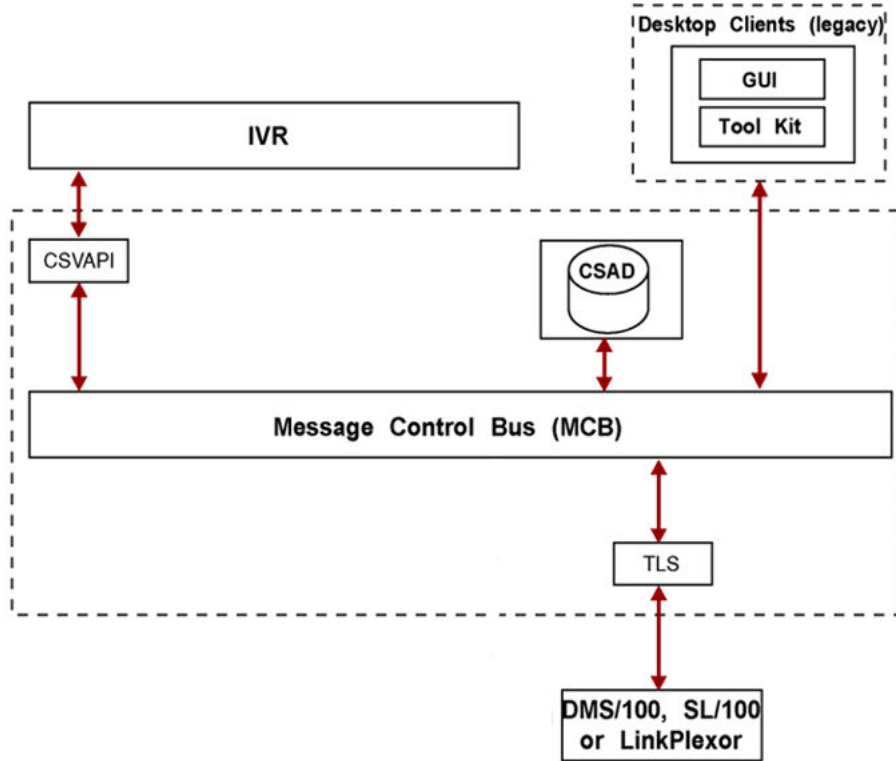 Desktop Clients (legacy)
GUI
Tool Kit
IVR
CSVAPI
CSAD
Message Control Bus (MCB)
TLS
DMS/100, SL/100
or LinkPlexor